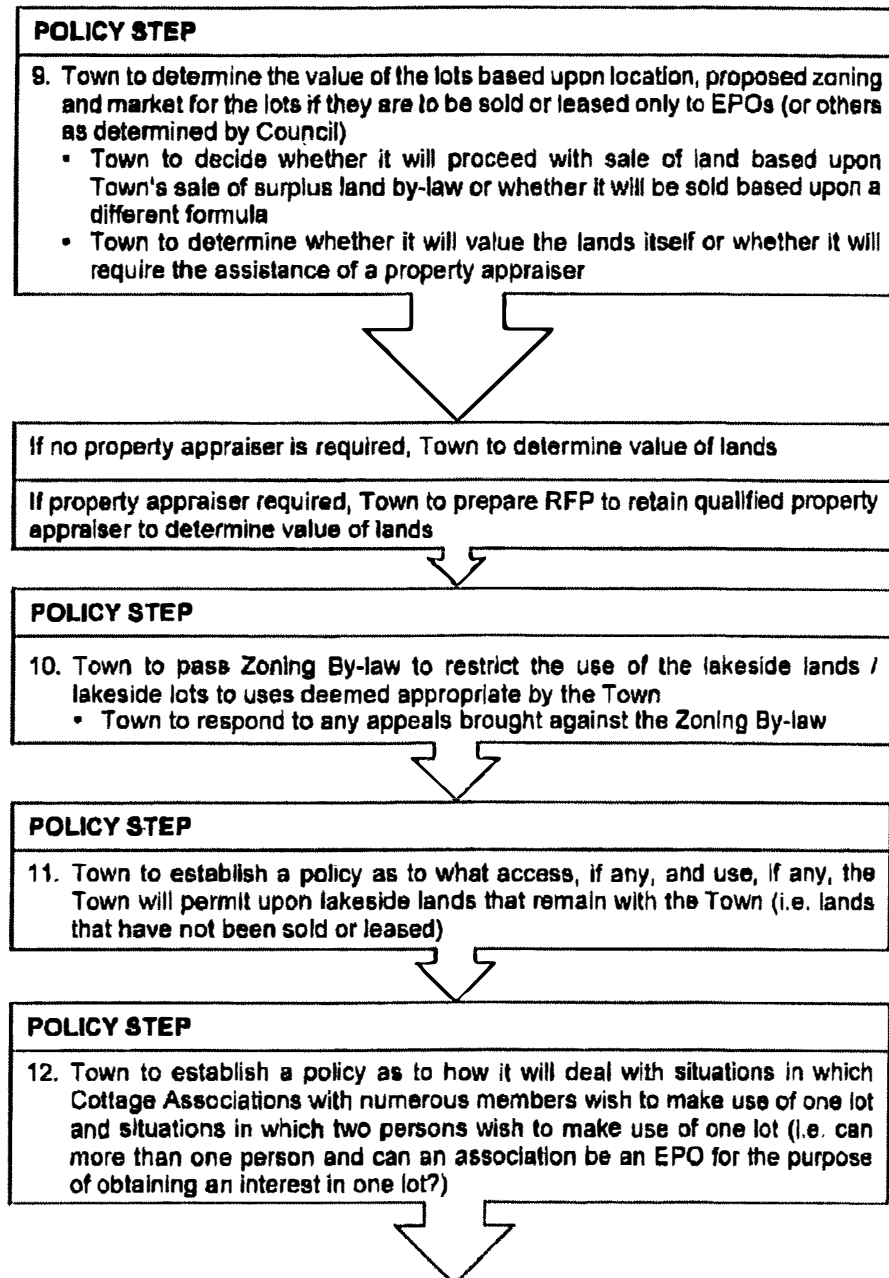 POLICY STEP
9. Town to determine the value of the lots based upon location, proposed zoning
and market for the lots if they are to be sold or leased only to EPOs (or others
as determined by Council)
• Town to decide whether it will proceed with sale of land based upon
Town's sale of surplus land by-law or whether it will be sold based upon a
different formula
• Town to determine whether it will value the lands itself or whether it will
require the assistance of a property appraiser
If no property appraiser is required, Town to determine value of lands
If property appraiser required, Town to prepare RFP to retain qualified property
appraiser to determine value of lands
POLICY STEP
10. Town to pass Zoning By-law to restrict the use of the lakeside lands /
lakeside lots to uses deemed appropriate by the Town
• Town to respond to any appeals brought against the Zoning By-law
POLICY STEP
11. Town to establish a policy as to what access, if any, and use, if any, the
Town will permit upon lakeside lands that remain with the Town (i.e. lands
that have not been sold or leased)
POLICY STEP
12. Town to establish a policy as to how it will deal with situations in which
Cottage Associations with numerous members wish to make use of one lot
and situations in which two persons wish to make use of one lot (i.e. can
more than one person and can an association be an EPO for the purpose
of obtaining an interest in one lot?)